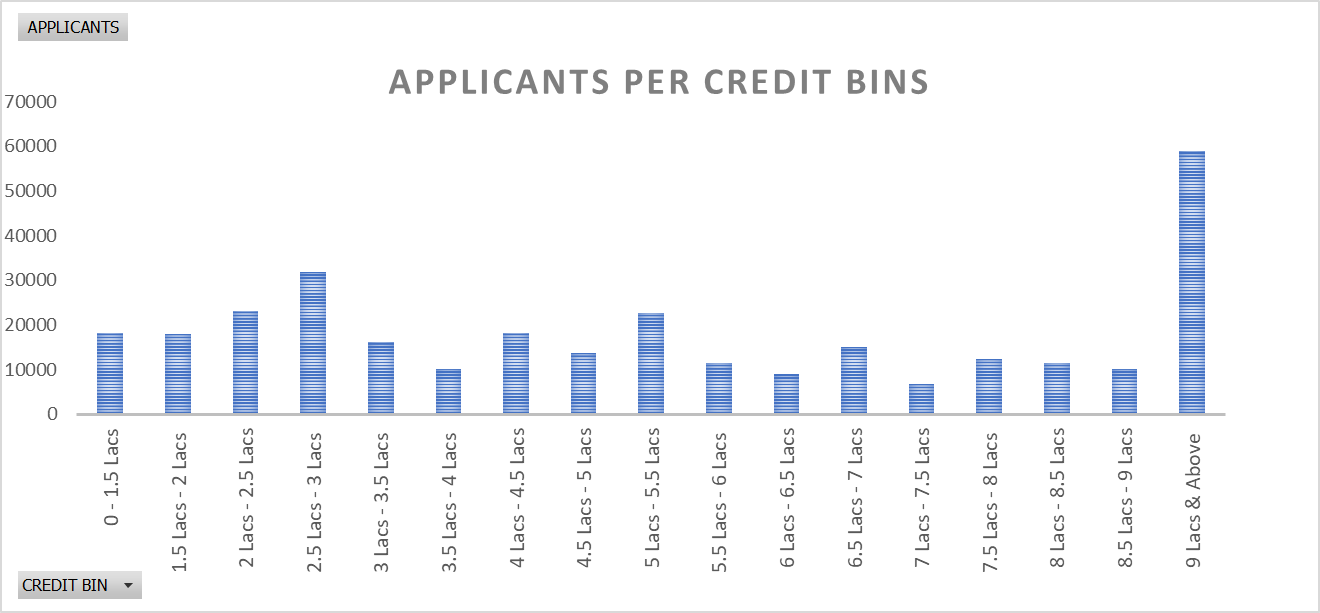 APPLICANTS
APPLICANTS PER CREDIT BINS
70000
60000
50000
40000
30000
20000
10000
0
0 - 1.5 Lacs
1.5 Lacs - 2 Lacs
2 Lacs - 2.5 Lacs
2.5 Lacs - 3 Lacs
3 Lacs - 3.5 Lacs
3.5 Lacs - 4 Lacs
4 Lacs - 4.5 Lacs
4.5 Lacs - 5 Lacs
5 Lacs - 5.5 Lacs
5.5 Lacs - 6 Lacs
6 Lacs - 6.5 Lacs
6.5 Lacs - 7 Lacs
7 Lacs - 7.5 Lacs
7.5 Lacs - 8 Lacs
8 Lacs - 8.5 Lacs
8.5 Lacs - 9 Lacs
9 Lacs & Above
CREDIT BIN